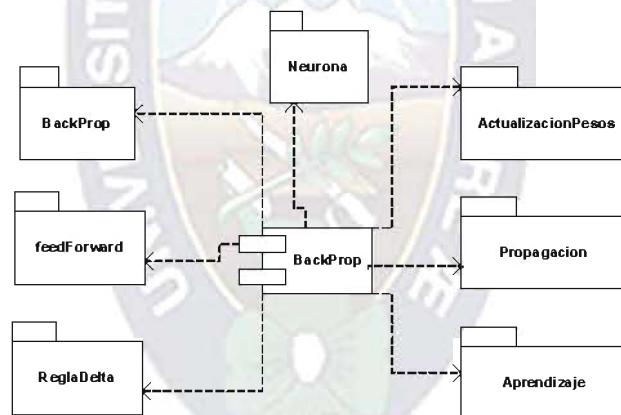 Neurona
BackProp
ActualizacionPesos
feedForward
BackProp
Propagacion
ReglaDelta
Aprendizaje